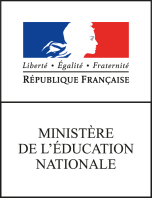 Liberté • Égalité • Fraternité
RÉPUBLIQUE FRANÇAISE
MINISTÈRE
DE L'ÉDUCATION
NATIONALE